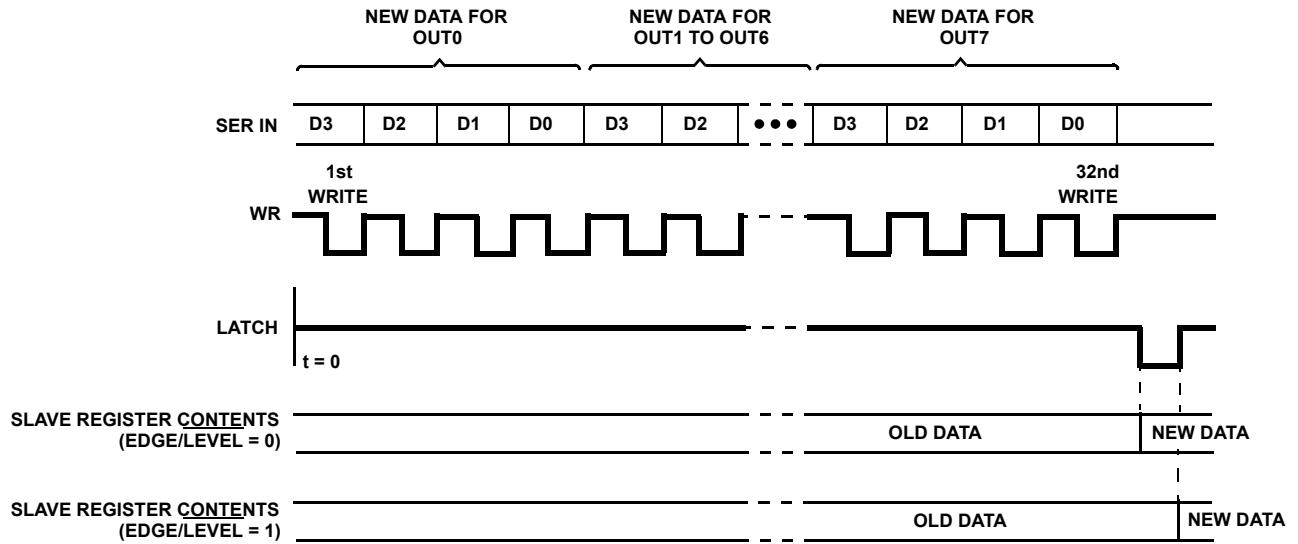 NEW DATA FOR
OUT0
NEW DATA FOR
OUT1 TO OUT6
NEW DATA FOR
OUT7
SER IN D3 D2 D1 D0 D3 D2 ●●● D3 D2 D1 D0
1st
WRITE
32nd
WRITE
WR
LATCH
t = 0
SLAVE REGISTER CONTENTS
(EDGE/LEVEL = 0)
OLD DATA NEW DATA
SLAVE REGISTER CONTENTS
(EDGE/LEVEL = 1)
OLD DATA NEW DATA